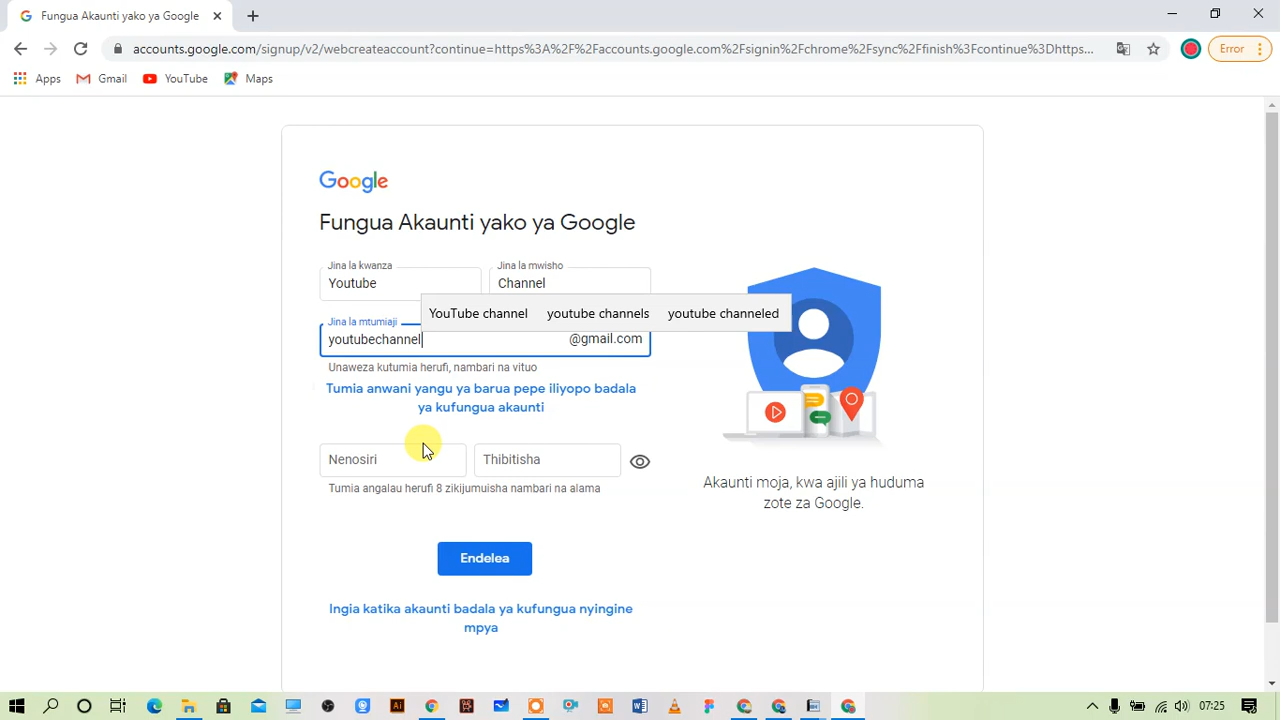 Fungua Akaunti yako ya Google
accounts.google.com/signup/v2/webcreateaccount?continue=https%3A%2F%2Faccounts.google.com%2Fsignin%2Fchrome%2Fsync%2Ffinish%3Fcontinue%3Dhttps...
Error
Apps
Gmail
YouTube
Maps
Google
Fungua Akaunti yako ya Google
Jina la kwanza
Jina la mwisho
Youtube
Channel
YouTube channel youtube channels youtube channeled
Jina la mtumiaji
youtubechannel
@gmail.com
Unaweza kutumia herufi, nambari na vituo
Tumia anwani yangu ya barua pepe iliyopo badala
ya kufungua akaunti
Nenosiri
Thibitisha
Tumia angalau herufi 8 zikijumuisha nambari na alama
Akaunti moja, kwa ajili ya huduma
zote za Google.
Endelea
Ingia katika akaunti badala ya kufungua nyingine
mpya
07:25